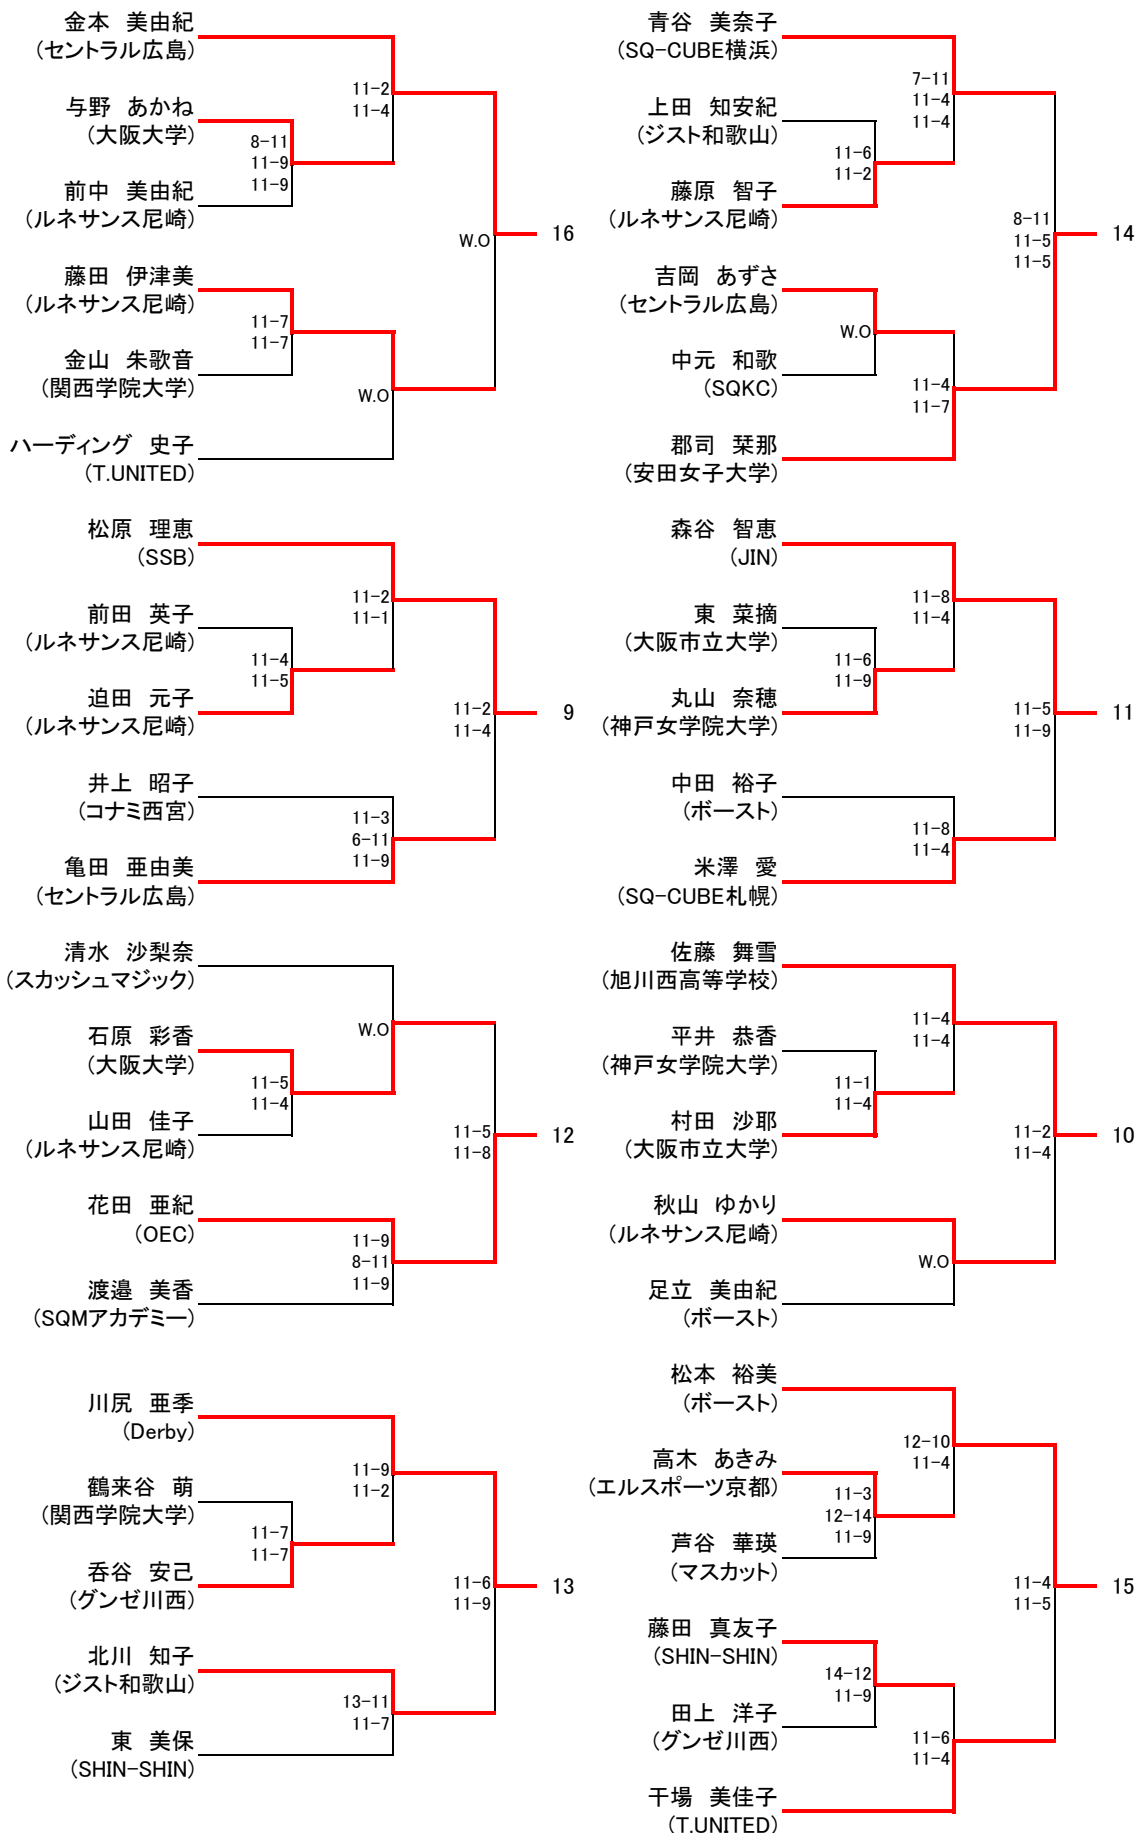 金本 美由紀
(セントラル広島)
11-2
11-4
与野 あかね
(大阪大学)
8-11
11-9
11-9
前中 美由紀
(ルネサンス尼崎)
W.O
16
藤田 伊津美
(ルネサンス尼崎)
11-7
11-7
金山 朱歌音
(関西学院大学)
W.O
ハーディング 史子
(T.UNITED)
松原 理恵
(SSB)
11-2
11-1
前田 英子
(ルネサンス尼崎)
11-4
11-5
迫田 元子
(ルネサンス尼崎)
11-2
11-4
9
井上 昭子
(コナミ西宮)
11-3
6-11
11-9
亀田 亜由美
(セントラル広島)
清水 沙梨奈
(スカッシュマジック)
W.O
石原 彩香
(大阪大学)
11-5
11-4
山田 佳子
(ルネサンス尼崎)
11-5
11-8
12
花田 亜紀
(OEC)
11-9
8-11
11-9
渡邉 美香
(SQMアカデミー)
川尻 亜季
(Derby)
11-9
11-2
鶴来谷 萌
(関西学院大学)
11-7
11-7
呑谷 安己
(グンゼ川西)
11-6
11-9
13
北川 知子
(ジスト和歌山)
13-11
11-7
東 美保
(SHIN-SHIN)
青谷 美奈子
(SQ-CUBE横浜)
7-11
11-4
11-4
上田 知安紀
(ジスト和歌山)
11-6
11-2
藤原 智子
(ルネサンス尼崎)
8-11
11-5
11-5
14
吉岡 あずさ
(セントラル広島)
W.O
中元 和歌
(SQKC)
11-4
11-7
郡司 栞那
(安田女子大学)
森谷 智恵
(JIN)
11-8
11-4
東 菜摘
(大阪市立大学)
11-6
11-9
丸山 奈穂
(神戸女学院大学)
11-5
11-9
11
中田 裕子
(ボースト)
11-8
11-4
米澤 愛
(SQ-CUBE札幌)
佐藤 舞雪
(旭川西高等学校)
11-4
11-4
平井 恭香
(神戸女学院大学)
11-1
11-4
村田 沙耶
(大阪市立大学)
11-2
11-4
10
秋山 ゆかり
(ルネサンス尼崎)
W.O
足立 美由紀
(ボースト)
松本 裕美
(ボースト)
12-10
11-4
高木 あきみ
(エルスポーツ京都)
11-3
12-14
11-9
芦谷 華瑛
(マスカット)
11-4
11-5
15
藤田 真友子
(SHIN-SHIN)
14-12
11-9
田上 洋子
(グンゼ川西)
11-6
11-4
干場 美佳子
(T.UNITED)